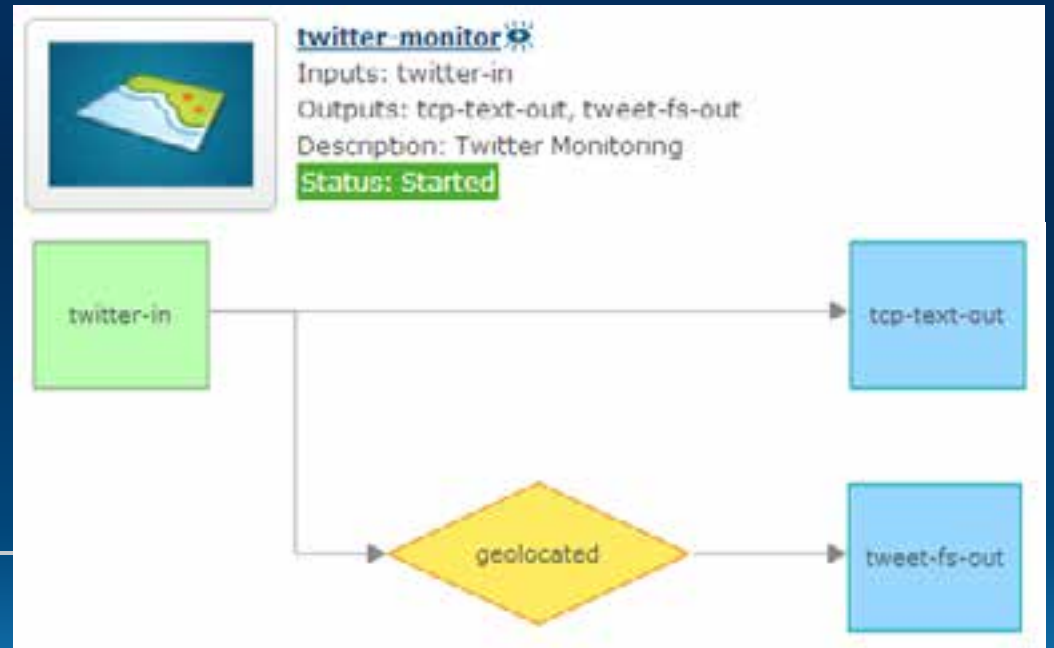 twitter-monitor
Inputs: twitter-in
Outputs: tcp-text-out, tweet-fs-out
Description: Twitter Monitoring
Status: Started
twitter-in
tcp-text-out
geolocated
tweet-fs-out